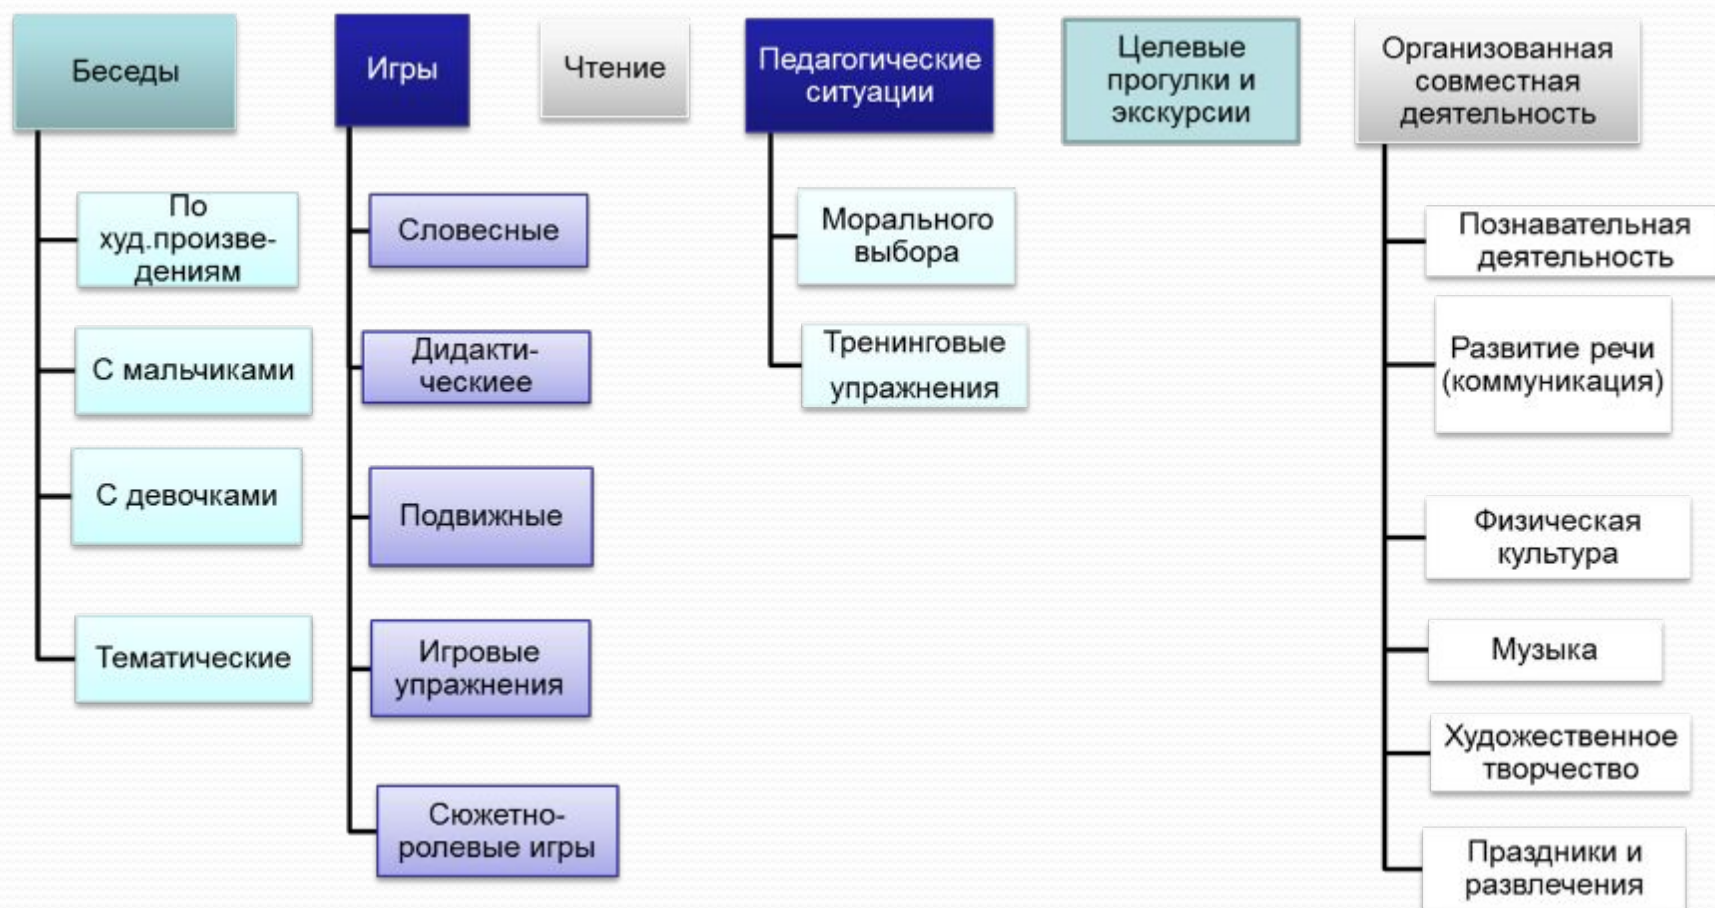 Беседы
По
худ.произве-
дениям
С мальчиками
С девочками
Тематические
Игры
Словесные
Дидакти-
ческиее
Подвижные
Игровые
упражнения
Сюжетно-
ролевые игры
Чтение
Педагогические
ситуации
Морального
выбора
Тренинговые
упражнения
Целевые
прогулки и
экскурсии
Организованная
совместная
деятельность
Познавательная
деятельность
Развитие речи
(коммуникация)
Физическая
культура
Музыка
Художественное
творчество
Праздники и
развлечения